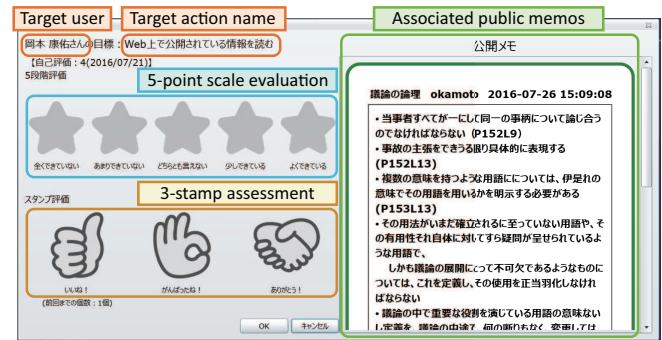 Target user
Target action name
Associated public memos
岡本 康佑さんの目標：Web上で公開されている情報を読む
【自己評価：4(2016/07/21)】
5段階評価
5-point scale evaluation
全くできていない
あまりできていない
どちらとも言えない
少しできている
よくできている
スタンプ評価
3-stamp assessment
いいね！
がんばったね！
ありがとう！
(前回までの個数：1個)
OK
キャンセル
公開メモ
議論の論理 okamoto 2016-07-26 15:09:08
・当事者すべてが一にして同一の事柄について論じ合う
のでなければならない (P152L9)
・事故の主張をできうる限り具体的に表現する
(P152L13)
・複数の意味を持つような用語については、伊足れの
意味でその用語を用いるかを明示する必要がある
(P153L13)
・その用法がいまだ確立されるに至っていない用語や、そ
の有用性それ自体に対してすら疑問が呈せられているよ
うな用語で、
しかも議論の展開にとって不可欠であるようなものに
ついては、これを定義し、その使用を正当羽化しなけれ
ばならない
・議論の中で重要な役割を演じている用語の意味ない
し定義を、議論の中途で、何の断りもなく、変更しては